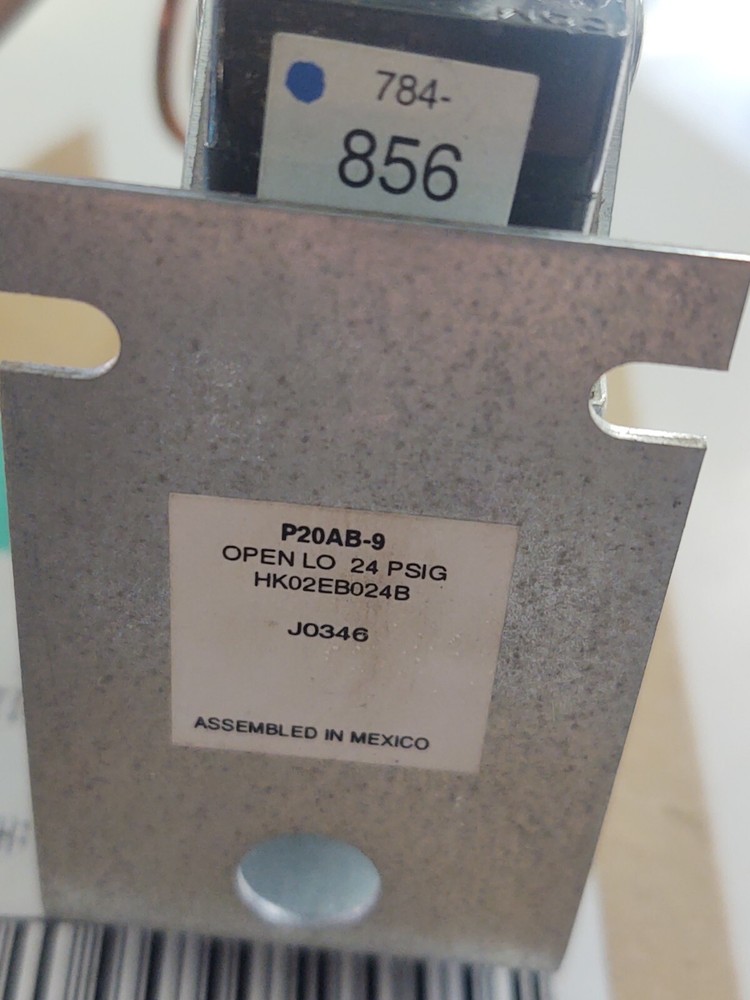 784-
856
P20AB-9
OPEN LO 24 PSIG
HK02EB024B
J0346
ASSEMBLED IN MEXICO